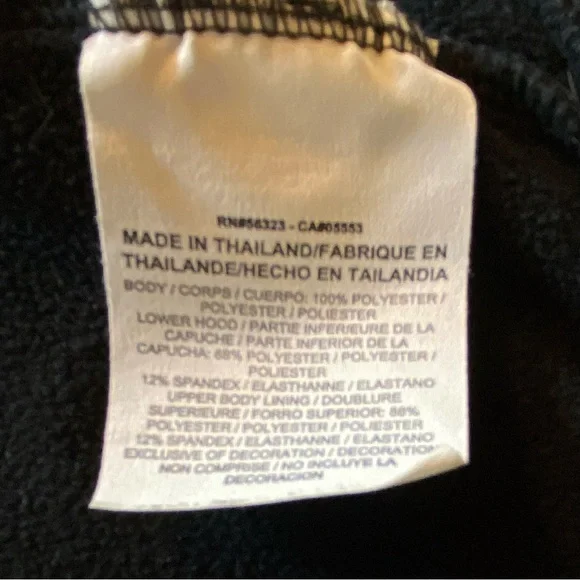 RN#56323 - CA#05553
MADE IN THAILAND/FABRIQUE EN
THAILANDE/HECHO EN TAILANDIA
BODY / CORPS / CUERPO: 100% POLYESTER /
POLYESTER / POLIESTER
LOWER HOOD / PARTIE INFERIEURE DE LA
CAPUCHE / PARTE INFERIOR DE LA
CAPUCHA: 88% POLYESTER / POLYESTER /
POLIESTER
12% SPANDEX / ELASTHANNE / ELASTANO
UPPER BODY LINING / DOUBLURE
SUPERIEURE / FORRO SUPERIOR: 88%
POLYESTER / POLYESTER / POLIESTER
12% SPANDEX / ELASTHANNE / ELASTANO
EXCLUSIVE OF DECORATION / DECORATION
NON COMPRISE / NO INCLUYE LA
DECORACION